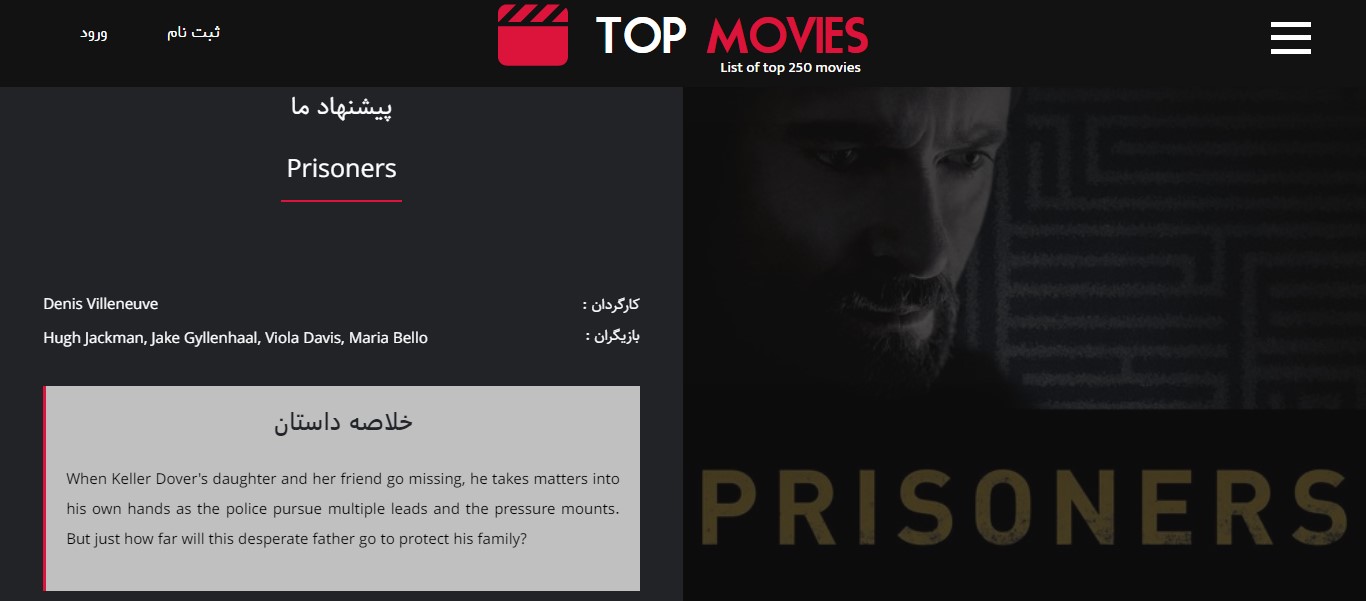 ورود
ثبت نام
TOP MOVIES
List of top 250 movies
پیشنهاد ما
Prisoners
کارگردان :
Denis Villeneuve
بازیگران :
Hugh Jackman, Jake Gyllenhaal, Viola Davis, Maria Bello
خلاصه داستان
When Keller Dover's daughter and her friend go missing, he takes matters into
his own hands as the police pursue multiple leads and the pressure mounts.
But just how far will this desperate father go to protect his family?
PRISONERS